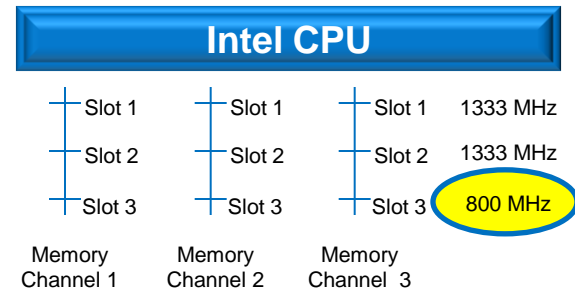 Intel CPU
Slot 1 Slot 1 Slot 1 1333 MHz
Slot 2 Slot 2 Slot 2 1333 MHz
Slot 3 Slot 3 Slot 3 800 MHz
Memory Memory Memory
Channel 1 Channel 2 Channel 3